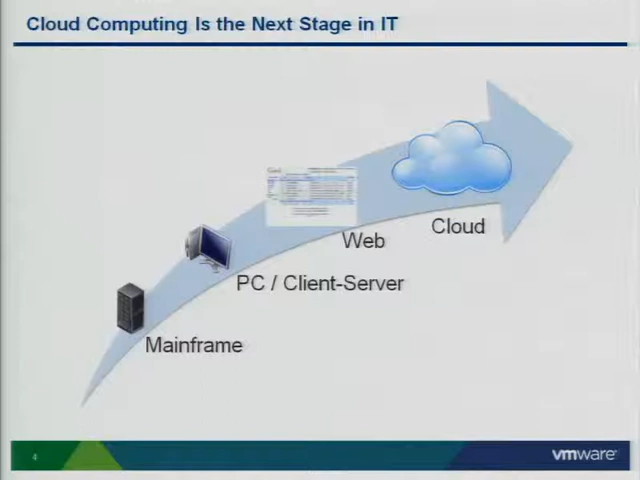 Cloud Computing Is the Next Stage in IT
Cloud
Web
PC / Client-Server
Mainframe
4
vmware